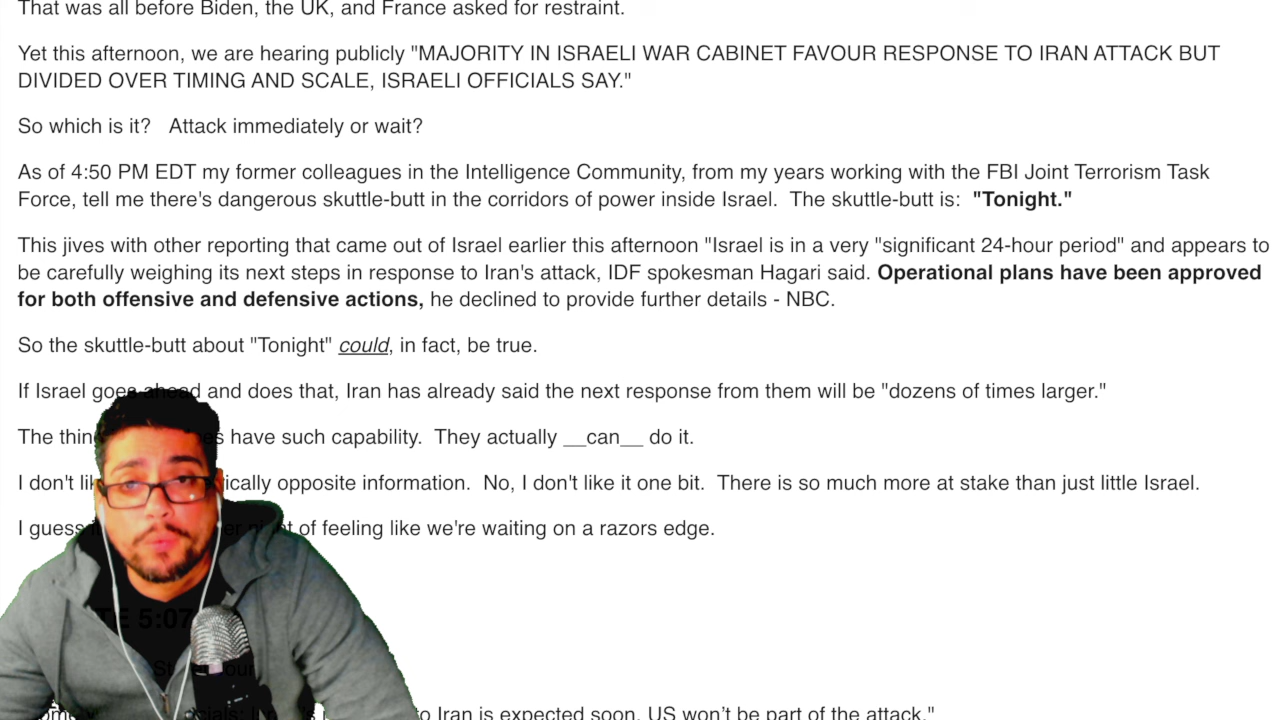 That was all before Biden, the UK, and France asked for restraint.
Yet this afternoon, we are hearing publicly "MAJORITY IN ISRAELI WAR CABINET FAVOUR RESPONSE TO IRAN ATTACK BUT
DIVIDED OVER TIMING AND SCALE, ISRAELI OFFICIALS SAY."
So which is it?   Attack immediately or wait?
As of 4:50 PM EDT my former colleagues in the Intelligence Community, from my years working with the FBI Joint Terrorism Task
Force, tell me there's dangerous skuttle-butt in the corridors of power inside Israel.  The skuttle-butt is:  "Tonight."
This jives with other reporting that came out of Israel earlier this afternoon "Israel is in a very "significant 24-hour period" and appears to
be carefully weighing its next steps in response to Iran's attack, IDF spokesman Hagari said. Operational plans have been approved
for both offensive and defensive actions, he declined to provide further details - NBC.
So the skuttle-butt about "Tonight" could, in fact, be true.
If Israel goes ahead and does that, Iran has already said the next response from them will be "dozens of times larger."
The have such capability.  They actually __can__ do it.
I don't opposite information.  No, I don't like it one bit.  There is so much more at stake than just little Israel.
I guess of feeling like we're waiting on a razors edge.
5:07
to Iran is expected soon, US won't be part of the attack."